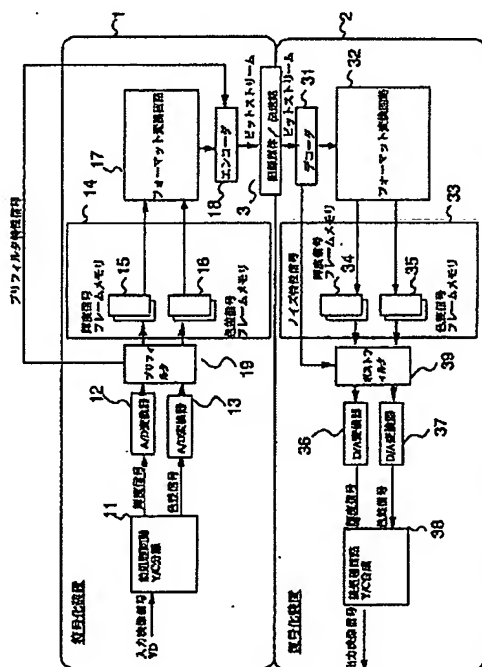 1
符号化装置
入力映像信号
VD
11
前処理回路
Y/C分離
輝度信号
色差信号
12
A/D変換器
A/D変換器
13
プリフィルタ
19
プリフィルタ特性信号
14
15
輝度信号
フレームメモリ
16
色差信号
フレームメモリ
17
フォーマット変換回路
エンコーダ
18
ビットストリーム
3
ビットストリーム
2
復号化装置
デコーダ
31
32
フォーマット変換回路
33
ノイズ特性信号
輝度信号
フレームメモリ
34
35
色差信号
フレームメモリ
ポストフィルタ
39
36
D/A変換器
D/A変換器
37
輝度信号
色差信号
38
後処理回路
Y/C合成
出力映像信号